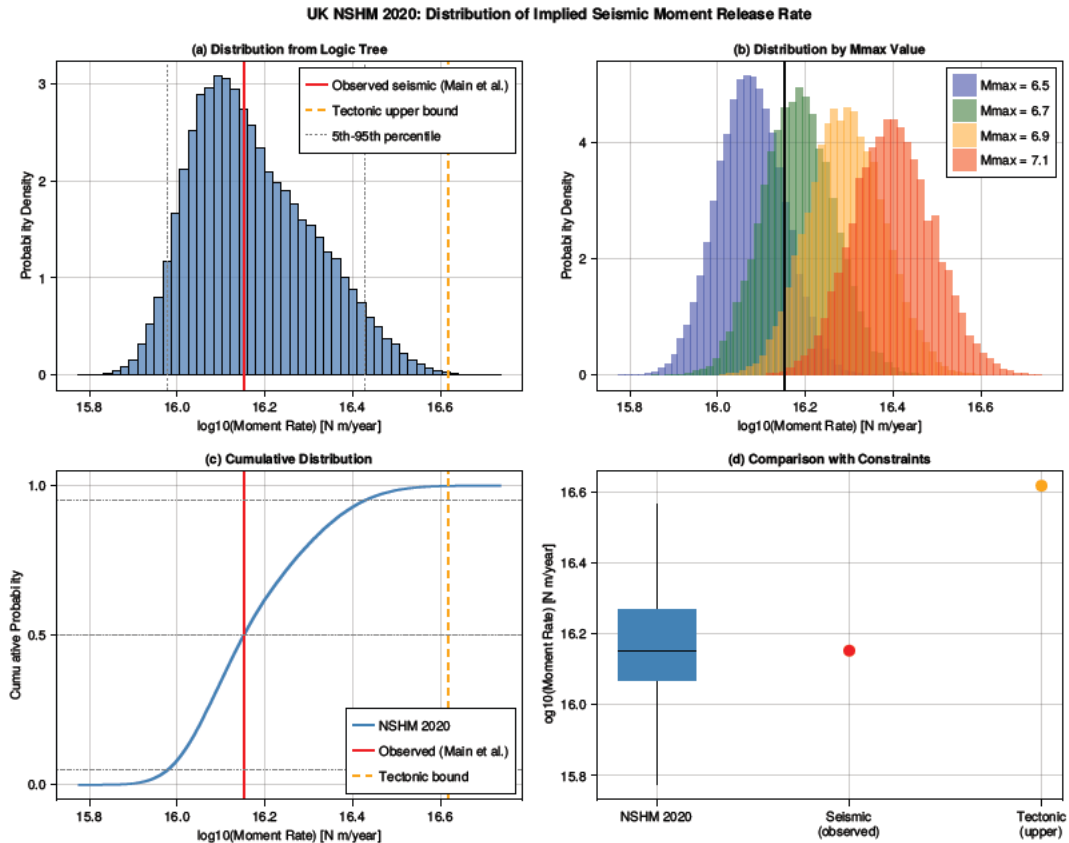 UK NSHM 2020: Distribution of Implied Seismic Moment Release Rate
(a) Distribution from Logic Tree
Probability Density
3
2
1
0
Observed seismic (Main et al.)
Tectonic upper bound
5th-95th percentile
15.8 16.0 16.2 16.4 16.6
log10(Moment Rate) [N m/year]
(b) Distribution by Mmax Value
Probability Density
4
2
0
Mmax = 6.5
Mmax = 6.7
Mmax = 6.9
Mmax = 7.1
15.8 16.0 16.2 16.4 16.6
log10(Moment Rate) [N m/year]
(c) Cumulative Distribution
Cumulative Probability
1.0
0.5
0.0
NSHM 2020
Observed (Main et al.)
Tectonic bound
15.8 16.0 16.2 16.4 16.6
log10(Moment Rate) [N m/year]
(d) Comparison with Constraints
og10(Moment Rate) [N m/year]
16.6
16.4
16.2
16.0
15.8
NSHM 2020
Seismic
(observed)
Tectonic
(upper)